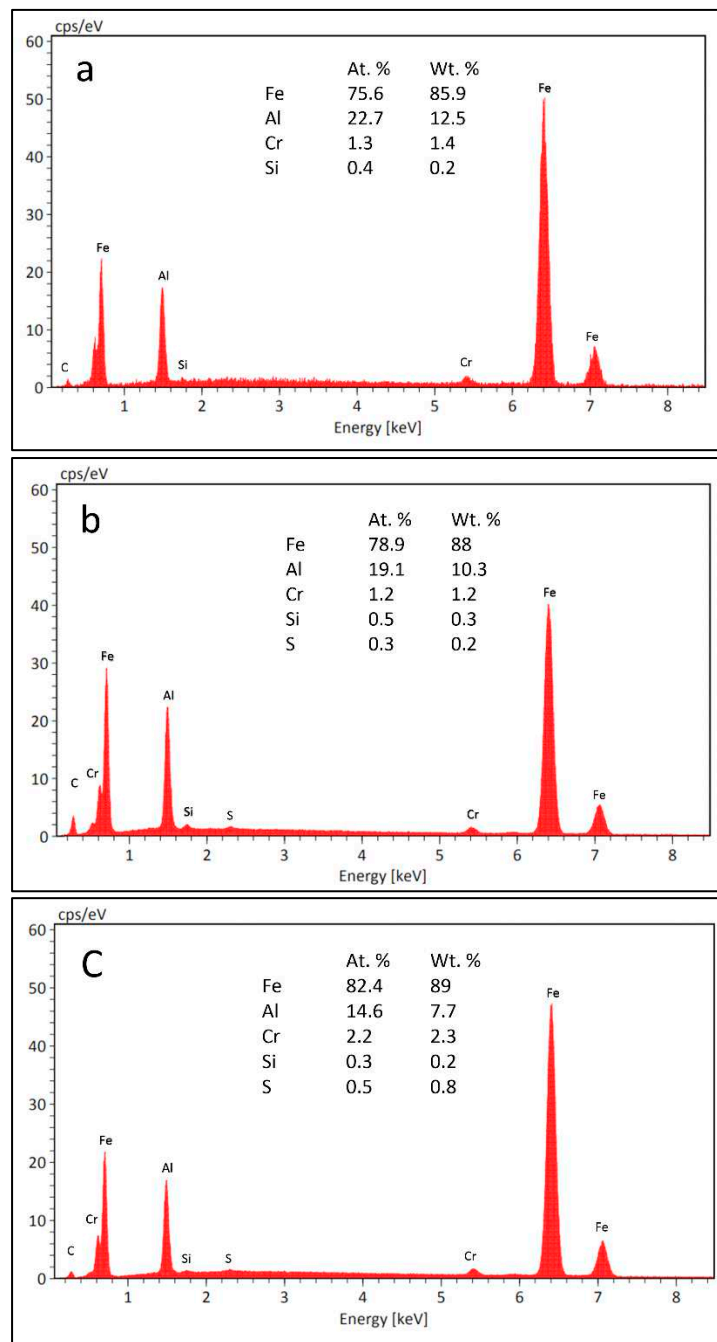 cps/eV
60
a
At. % Wt. %
Fe 75.6 85.9
Al 22.7 12.5
Cr 1.3 1.4
Si 0.4 0.2
Fe
50
40
30
20
10
0
Fe
Al
C
Si
Cr
Fe
1 2 3 4 5 6 7 8
Energy [keV]
cps/eV
60
b
At. % Wt. %
Fe 78.9 88
Al 19.1 10.3
Cr 1.2 1.2
Si 0.5 0.3
S 0.3 0.2
Fe
50
40
30
20
10
0
Fe
Al
C
Cr
Si
S
Cr
Fe
1 2 3 4 5 6 7 8
Energy [keV]
cps/eV
60
C
At. % Wt. %
Fe 82.4 89
Al 14.6 7.7
Cr 2.2 2.3
Si 0.3 0.2
S 0.5 0.8
Fe
50
40
30
20
10
0
Fe
Al
Cr
C
Si
S
Cr
Fe
1 2 3 4 5 6 7 8
Energy [keV]